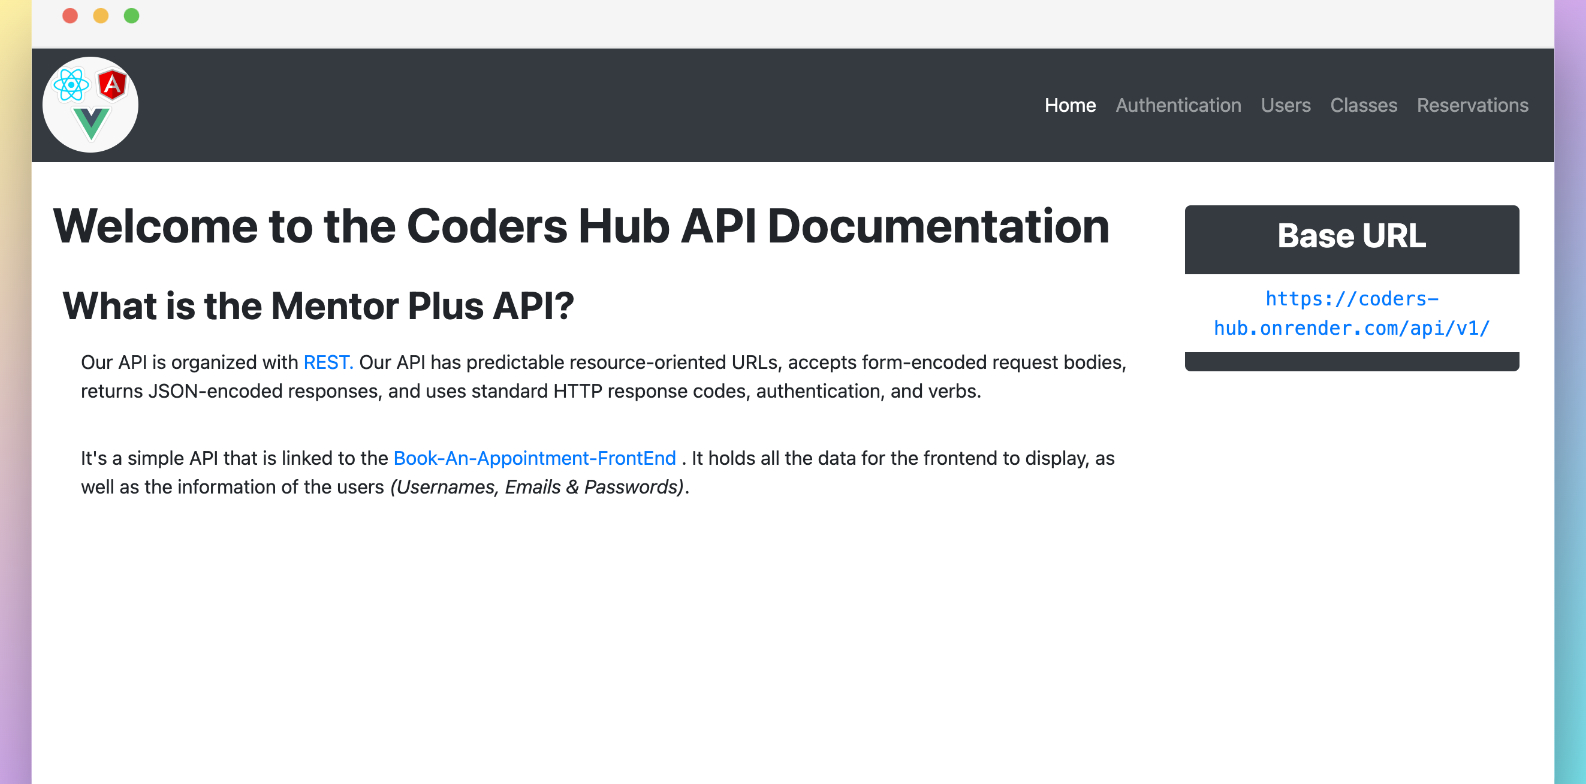 Home Authentication Users Classes Reservations
Welcome to the Coders Hub API Documentation
What is the Mentor Plus API?
Our API is organized with REST. Our API has predictable resource-oriented URLs, accepts form-encoded request bodies,
returns JSON-encoded responses, and uses standard HTTP response codes, authentication, and verbs.
It's a simple API that is linked to the Book-An-Appointment-FrontEnd . It holds all the data for the frontend to display, as
well as the information of the users (Usernames, Emails & Passwords).
Base URL
https://coders-
hub.onrender.com/api/v1/